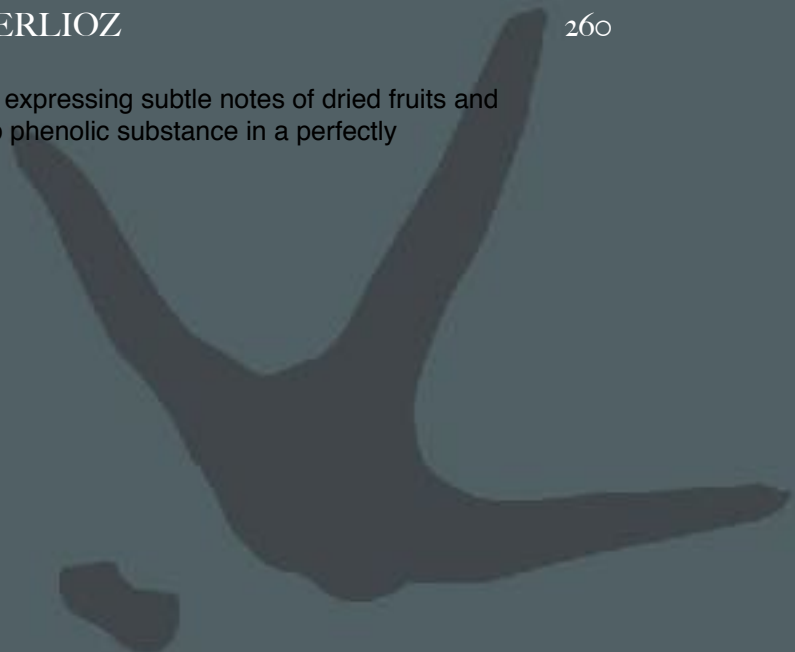 ERLIOZ 260
expressing subtle notes of dried fruits and
phenolic substance in a perfectly